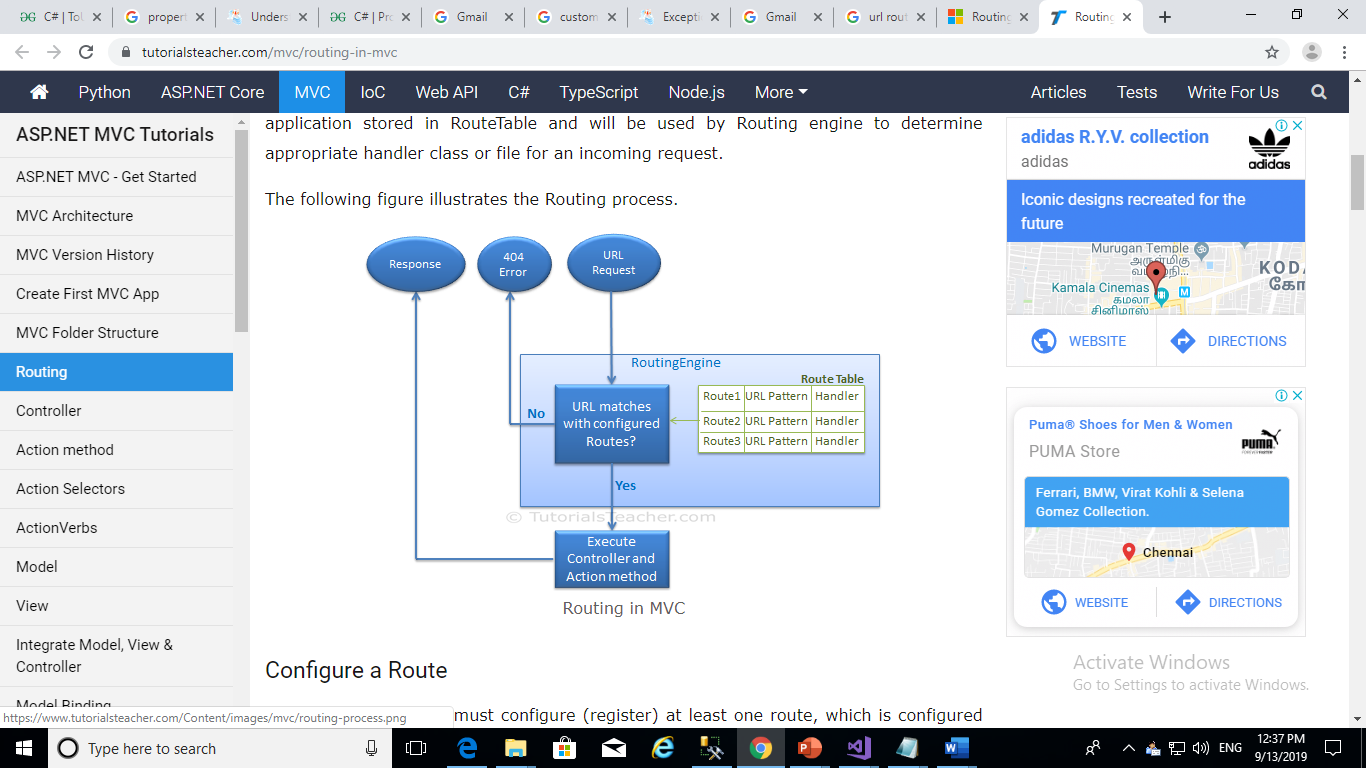 C# | ToL
propert
Unders
C# | Pro
Gmail
custom
Excepti
Gmail
url rout
Routing
Routing
tutorialsteacher.com/mvc/routing-in-mvc
Python ASP.NET Core MVC IoC Web API C# TypeScript Node.js More Articles Tests Write For Us
ASP.NET MVC Tutorials
ASP.NET MVC - Get Started
MVC Architecture
MVC Version History
Create First MVC App
MVC Folder Structure
Routing
Controller
Action method
Action Selectors
ActionVerbs
Model
View
Integrate Model, View &
Controller
Model Binding
https://www.tutorialsteacher.com/Content/images/mvc/routing-process.png
application stored in RouteTable and will be used by Routing engine to determine
appropriate handler class or file for an incoming request.
The following figure illustrates the Routing process.
Response
404
Error
URL
Request
RoutingEngine
Route Table
Route1 URL Pattern Handler
Route2 URL Pattern Handler
Route3 URL Pattern Handler
URL matches
with configured
Routes?
No
Yes
© TutorialsTeacher.com
Execute
Controller and
Action method
Routing in MVC
Configure a Route
must configure (register) at least one route, which is configured
adidas R.Y.V. collection
adidas
adidas
Iconic designs recreated for the
future
Murugan Temple
அருள்மிகு
வடபழநி...
Kamala Cinemas
கமலா
சினிமாஸ்
M
KODA
கோ
WEBSITE
DIRECTIONS
Puma® Shoes for Men & Women
PUMA Store
PUMA
Ferrari, BMW, Virat Kohli & Selena
Gomez Collection.
Chennai
WEBSITE
DIRECTIONS
Activate Windows
Go to Settings to activate Windows.
Type here to search
ENG
12:37 PM
9/13/2019